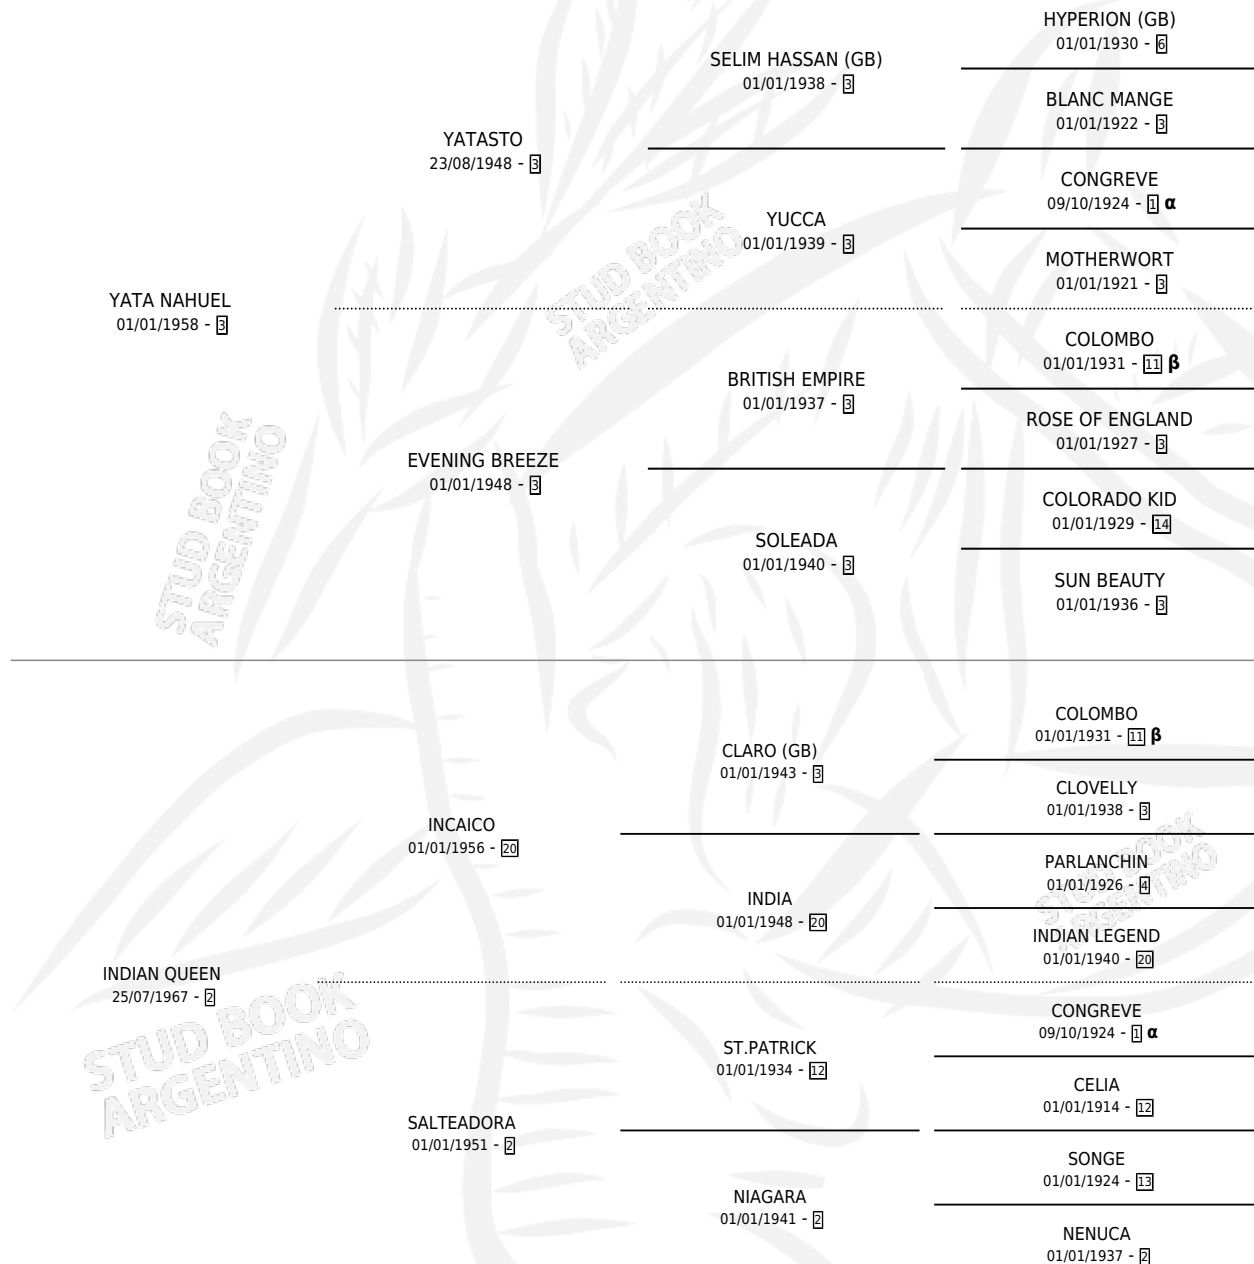 HYPERION (GB)
01/01/1930 - 6
SELIM HASSAN (GB)
01/01/1938 - 3
BLANC MANGE
01/01/1922 - 3
YATASTO
23/08/1948 - 3
CONGREVE
09/10/1924 - 1 α
YUCCA
01/01/1939 - 3
MOTHERWORT
01/01/1921 - 3
STUD BOOK
ARGENTINO
YATA NAHUEL
01/01/1958 - 3
COLOMBO
01/01/1931 - 11 β
BRITISH EMPIRE
01/01/1937 - 3
ROSE OF ENGLAND
01/01/1927 - 3
EVENING BREEZE
01/01/1948 - 3
COLORADO KID
01/01/1929 - 14
SOLEADA
01/01/1940 - 3
SUN BEAUTY
01/01/1936 - 3
STUD BOOK
ARGENTINO
COLOMBO
01/01/1931 - 11 β
CLARO (GB)
01/01/1943 - 3
CLOVELLY
01/01/1938 - 3
INCAICO
01/01/1956 - 20
PARLANCHIN
01/01/1926 - 4
STUD BOOK
ARGENTINO
INDIA
01/01/1948 - 20
INDIAN LEGEND
01/01/1940 - 20
INDIAN QUEEN
25/07/1967 - 2
STUD BOOK
ARGENTINO
CONGREVE
09/10/1924 - 1 α
ST.PATRICK
01/01/1934 - 12
CELIA
01/01/1914 - 12
SALTEADORA
01/01/1951 - 2
SONGE
01/01/1924 - 13
NIAGARA
01/01/1941 - 2
NENUCA
01/01/1937 - 2